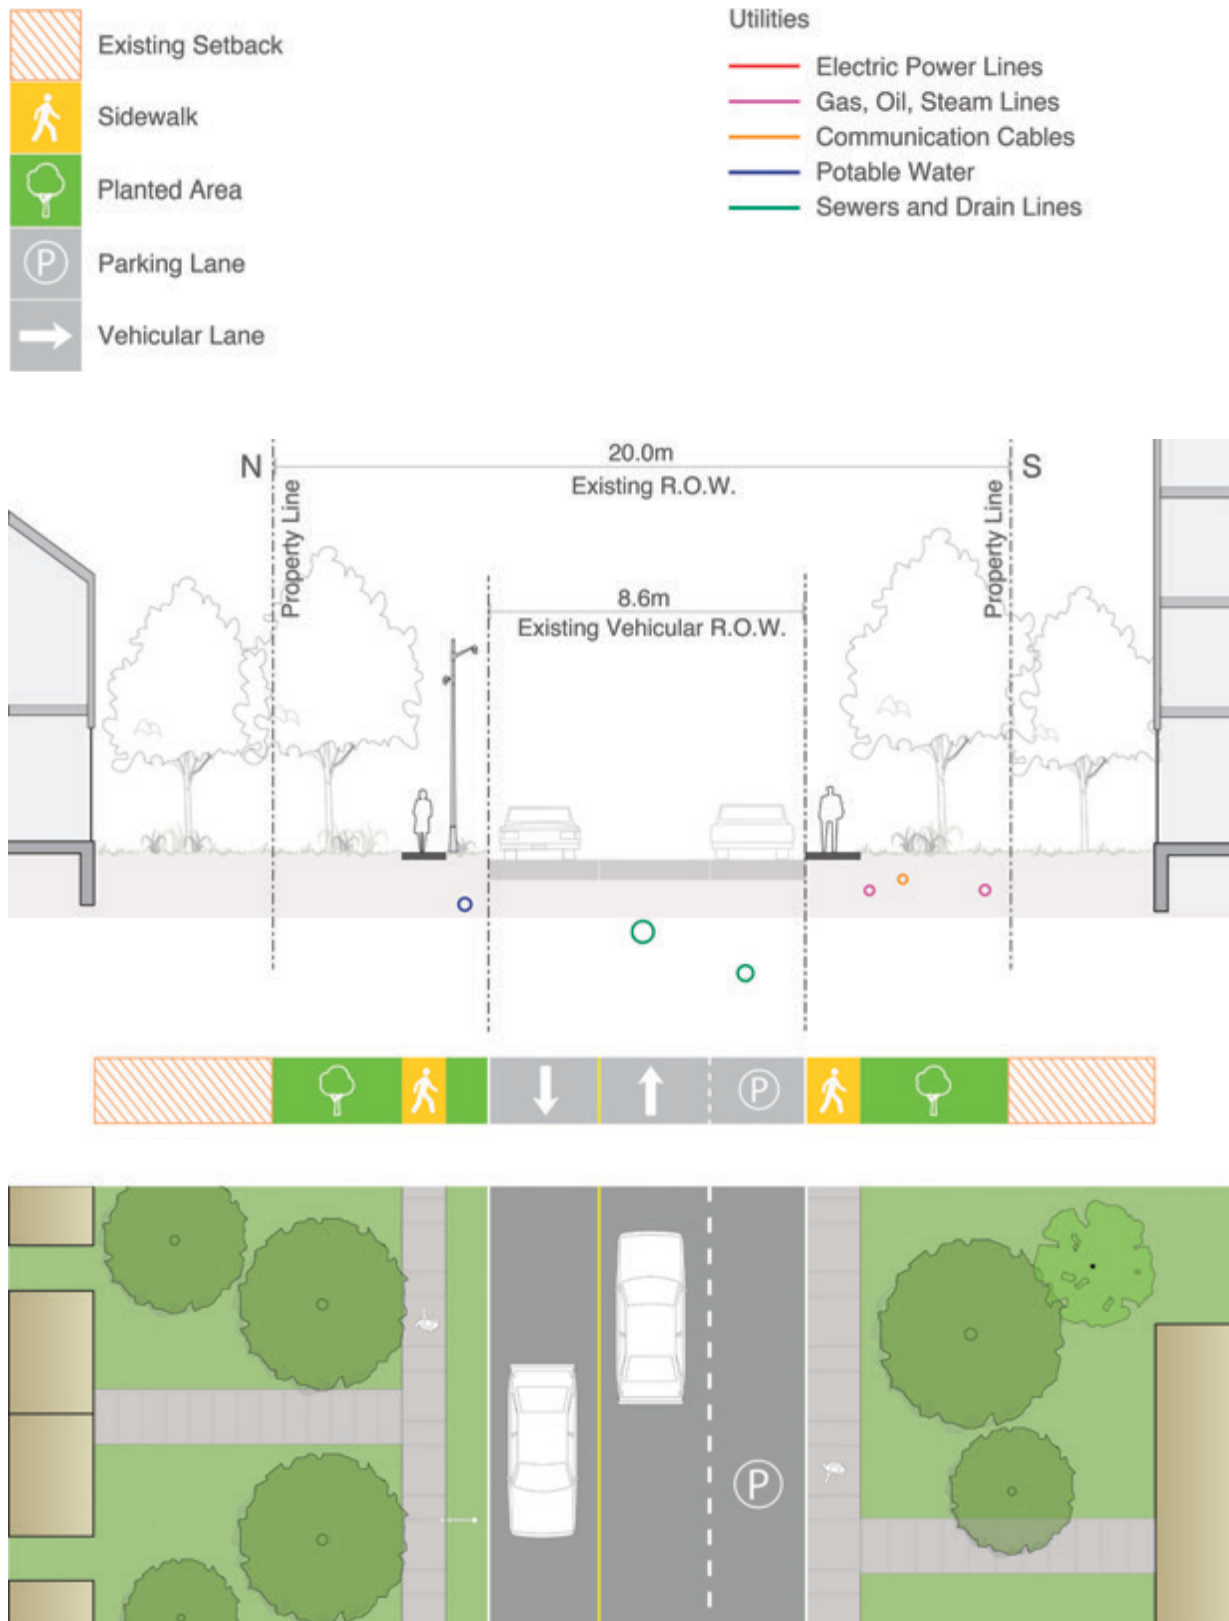 Existing Setback
Sidewalk
Planted Area
P
Parking Lane
Vehicular Lane
Utilities
Electric Power Lines
Gas, Oil, Steam Lines
Communication Cables
Potable Water
Sewers and Drain Lines
N
20.0m
S
Existing R.O.W.
Property Line
Property Line
8.6m
Existing Vehicular R.O.W.
P
P